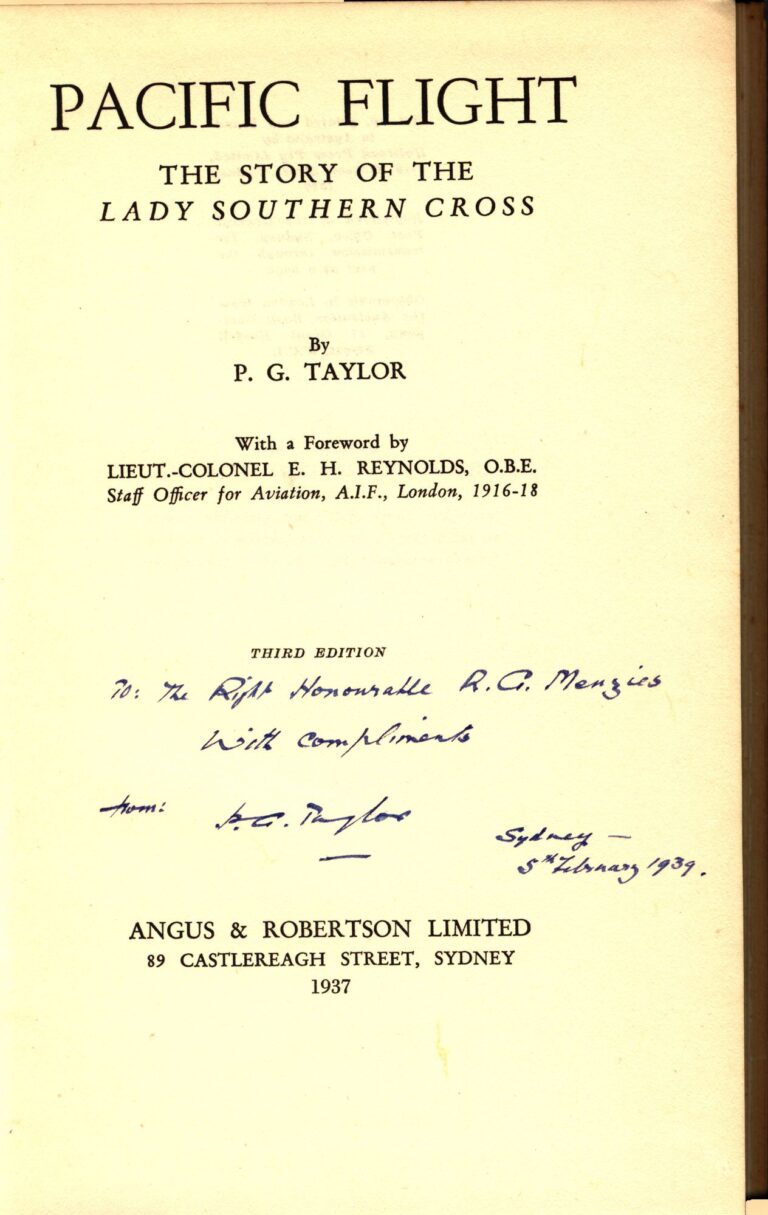 PACIFIC FLIGHT
THE STORY OF THE
LADY SOUTHERN CROSS
By
P. G. TAYLOR
With a Foreword by
LIEUT.-COLONEL E. H. REYNOLDS, O.B.E.
Staff Officer for Aviation, A.I.F., London, 1916-18
THIRD EDITION
To: The Right Honourable R. G. Menzies
With compliments
from: P. G. Taylor
Sydney —
5th February 1939.
ANGUS & ROBERTSON LIMITED
89 CASTLEREAGH STREET, SYDNEY
1937